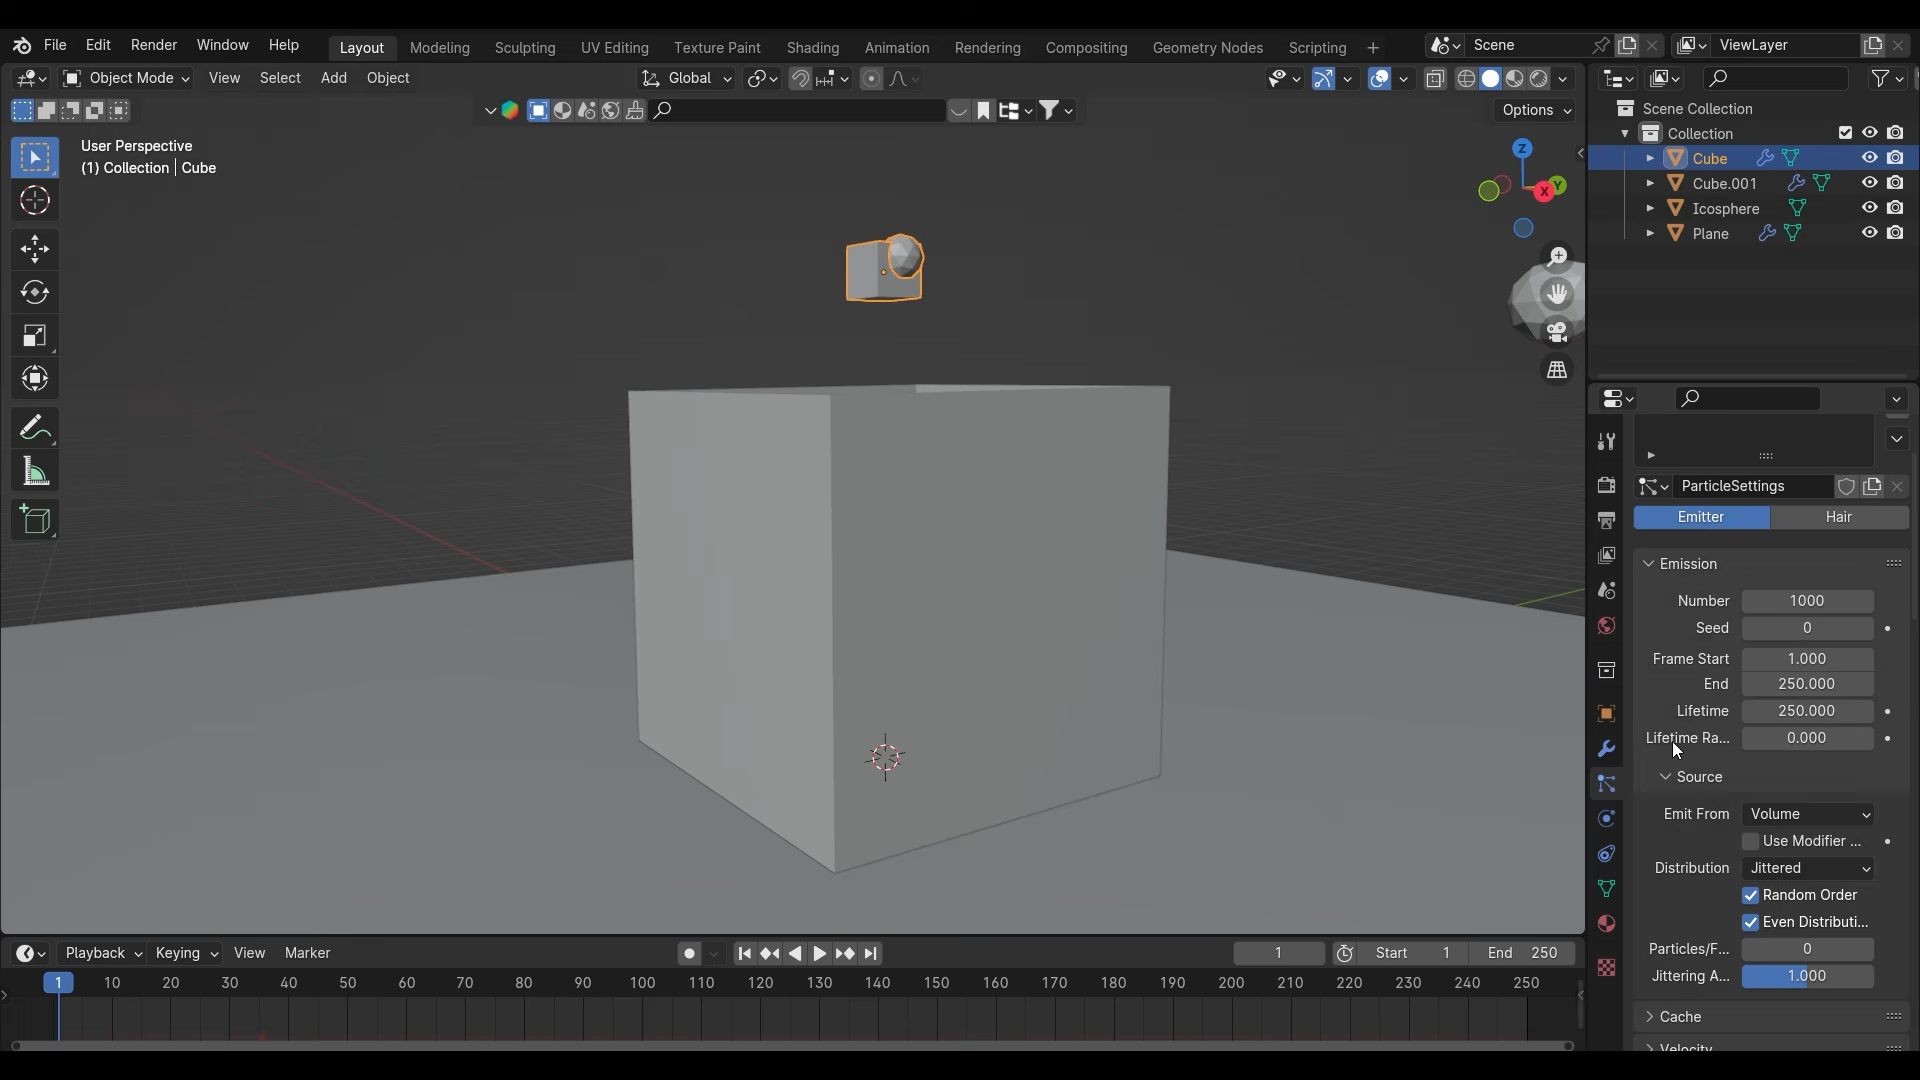 File Edit Render Window Help Layout Modeling Sculpting UV Editing Texture Paint Shading Animation Rendering Compositing Geometry Nodes Scripting + Scene ViewLayer
Object Mode View Select Add Object Global
Options
User Perspective
(1) Collection | Cube
Z
Y
X
Scene Collection
Collection
Cube
Cube.001
Icosphere
Plane
ParticleSettings
Emitter Hair
Emission
Number 1000
Seed 0
Frame Start 1.000
End 250.000
Lifetime 250.000
Lifetime Ra... 0.000
Source
Emit From Volume
Use Modifier ...
Distribution Jittered
Random Order
Even Distributi...
Particles/F... 0
Jittering A... 1.000
Cache
Velocity
Playback Keying View Marker 1 Start 1 End 250
1 10 20 30 40 50 60 70 80 90 100 110 120 130 140 150 160 170 180 190 200 210 220 230 240 250